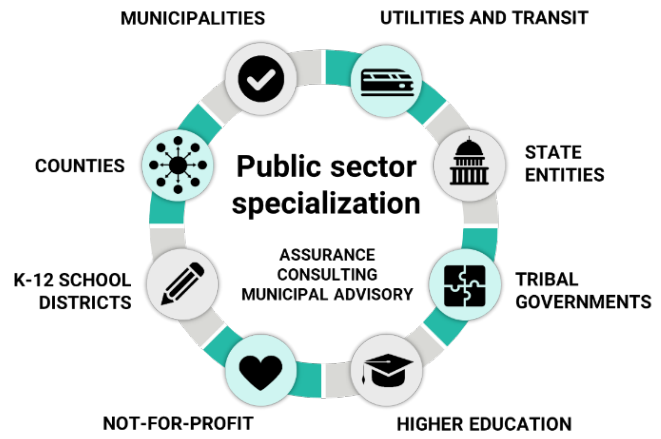 MUNICIPALITIES
UTILITIES AND TRANSIT
COUNTIES
Public sector
specialization
STATE
ENTITIES
ASSURANCE
CONSULTING
MUNICIPAL ADVISORY
K-12 SCHOOL
DISTRICTS
TRIBAL
GOVERNMENTS
NOT-FOR-PROFIT
HIGHER EDUCATION